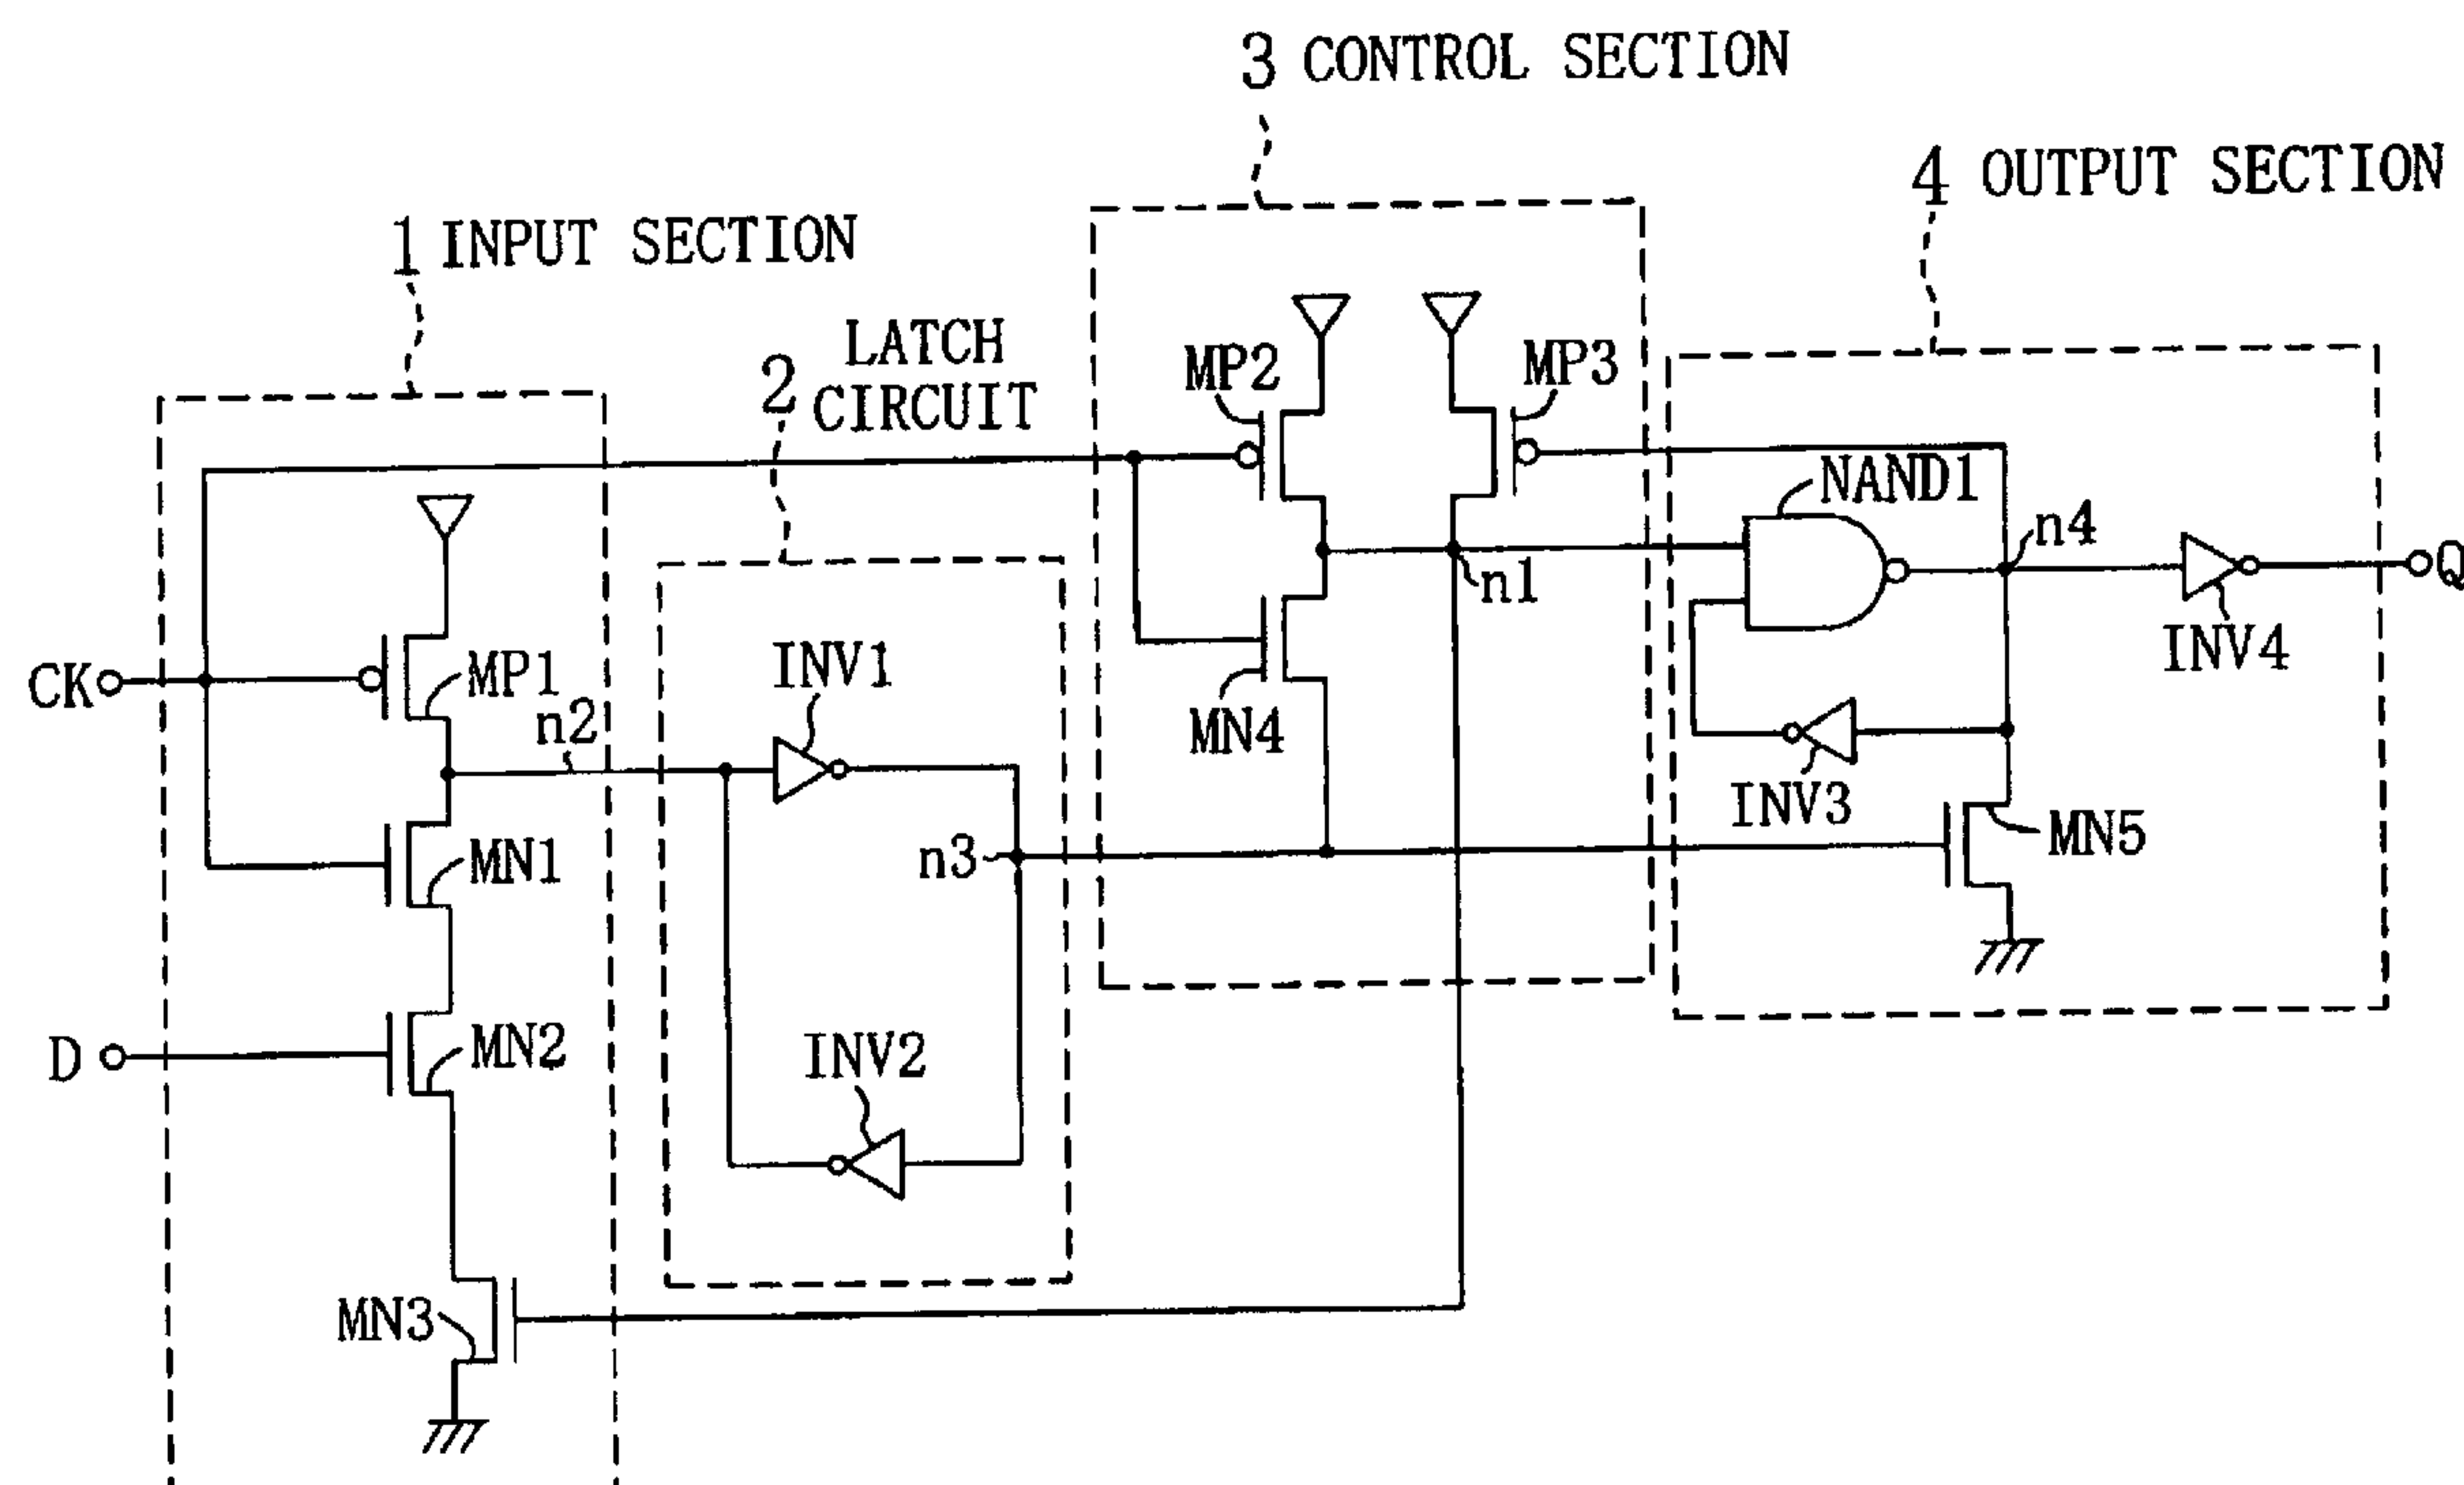 3 CONTROL SECTION
4 OUTPUT SECTION
1 INPUT SECTION
2 LATCH
CIRCUIT
MP2
MP3
NAND1
n4
n1
Q
INV4
CK
MP1
n2
INV1
MN4
INV3
MN5
MN1
n3
D
MN2
INV2
MN3